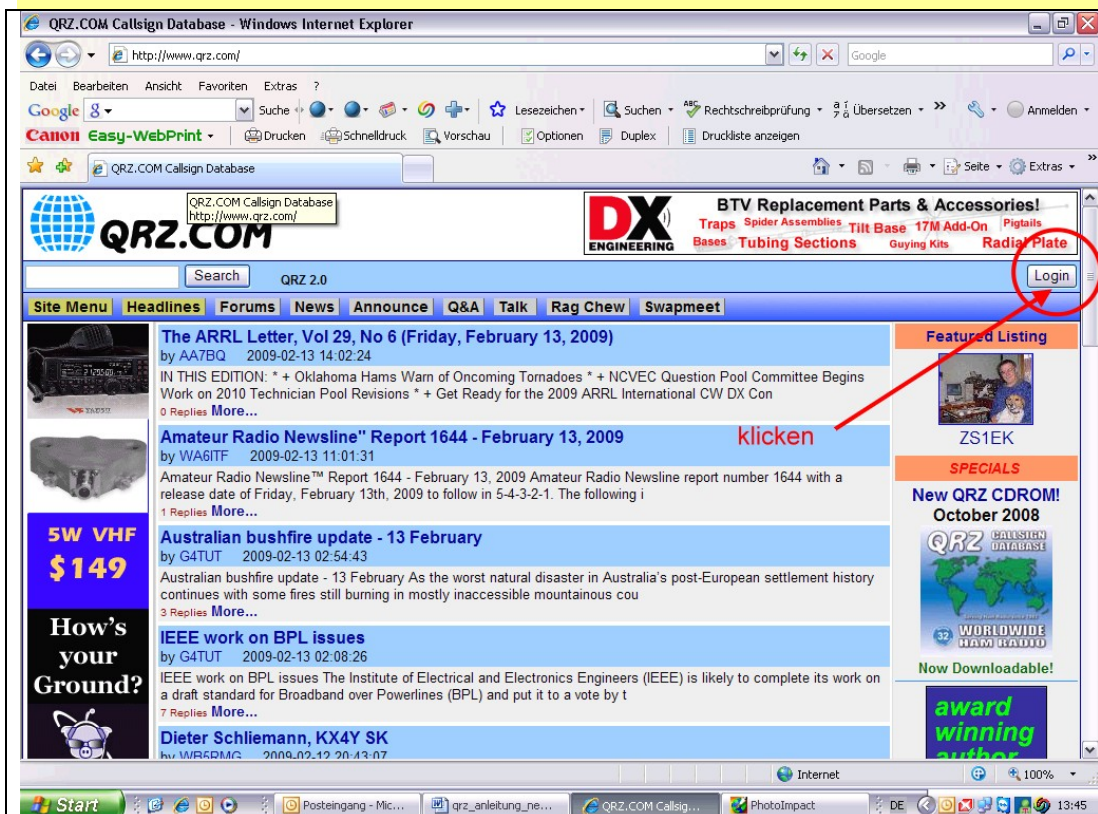 QRZ.COM Callsign Database - Windows Internet Explorer
http://www.qrz.com/
Google
Datei Bearbeiten Ansicht Favoriten Extras ?
Google Suche Lesezeichen Suchen Rechtschreibprüfung Übersetzen » Anmelden
Canon Easy-WebPrint Drucken Schnelldruck Vorschau Optionen Duplex Druckliste anzeigen
QRZ.COM Callsign Database
Seite Extras »
QRZ.COM Callsign Database
http://www.qrz.com/
QRZ.COM
DX ENGINEERING
BTV Replacement Parts & Accessories!
Traps Spider Assemblies Tilt Base 17M Add-On Pigtails
Bases Tubing Sections Guying Kits Radial Plate
Search QRZ 2.0 Login
Site Menu Headlines Forums News Announce Q&A Talk Rag Chew Swapmeet
The ARRL Letter, Vol 29, No 6 (Friday, February 13, 2009)
by AA7BQ 2009-02-13 14:02:24
IN THIS EDITION: * + Oklahoma Hams Warn of Oncoming Tornadoes * + NCVEC Question Pool Committee Begins
Work on 2010 Technician Pool Revisions * + Get Ready for the 2009 ARRL International CW DX Con
0 Replies More...
Amateur Radio Newsline" Report 1644 - February 13, 2009
by WA6ITF 2009-02-13 11:01:31
Amateur Radio Newsline™ Report 1644 - February 13, 2009 Amateur Radio Newsline report number 1644 with a
release date of Friday, February 13th, 2009 to follow in 5-4-3-2-1. The following i
1 Replies More...
Australian bushfire update - 13 February
by G4TUT 2009-02-13 02:54:43
Australian bushfire update - 13 February As the worst natural disaster in Australia's post-European settlement history
continues with some fires still burning in mostly inaccessible mountainous cou
3 Replies More...
IEEE work on BPL issues
by G4TUT 2009-02-13 02:08:26
IEEE work on BPL issues The Institute of Electrical and Electronics Engineers (IEEE) is likely to complete its work on
a draft standard for Broadband over Powerlines (BPL) and put it to a vote by t
7 Replies More...
Dieter Schliemann, KX4Y SK
by WB5RMG 2009-02-12 20:43:07
YAESU
5W VHF
$149
How's
your
Ground?
klicken
Featured Listing
ZS1EK
SPECIALS
New QRZ CDROM!
October 2008
QRZ CALLSIGN
DATABASE
32 WORLDWIDE
HAM RADIO
Now Downloadable!
award
winning
author
Internet 100%
Start Posteingang - Mic... qrz_anleitung_ne... QRZ.COM Callsig... PhotoImpact DE 13:45